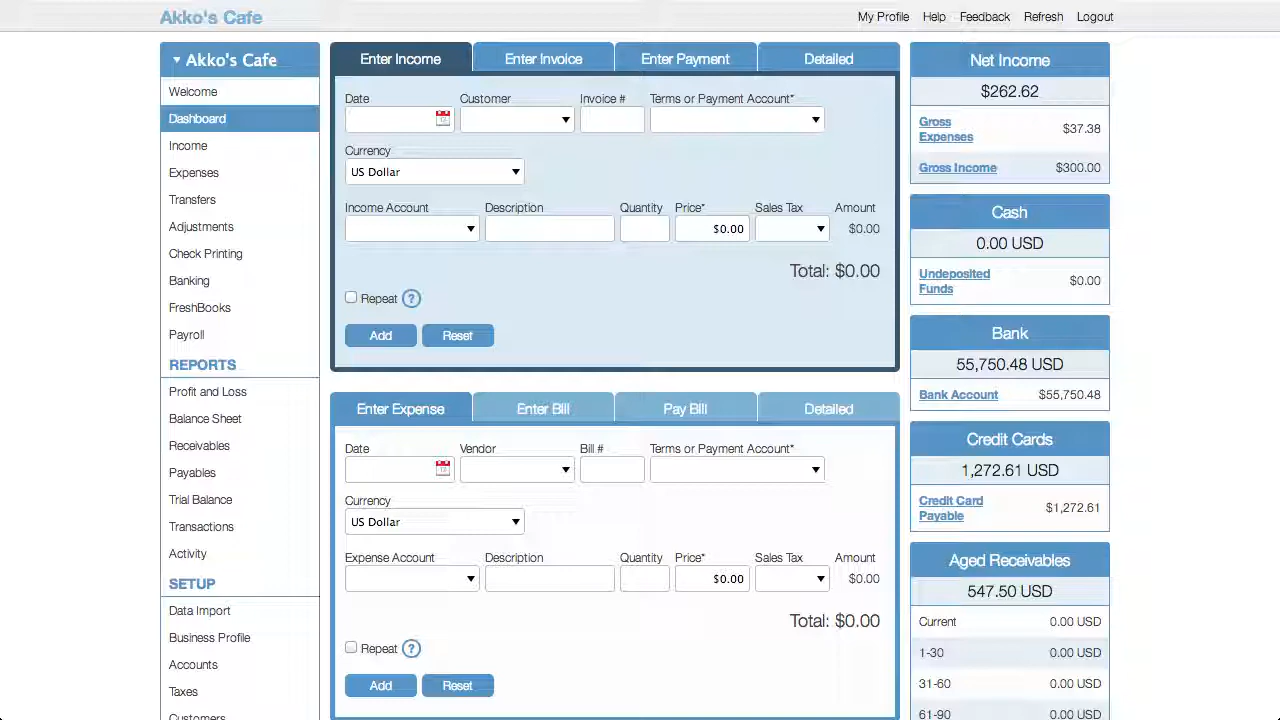 Akko's Cafe
My Profile Help Feedback Refresh Logout
Akko's Cafe
Welcome
Dashboard
Income
Expenses
Transfers
Adjustments
Check Printing
Banking
FreshBooks
Payroll
REPORTS
Profit and Loss
Balance Sheet
Receivables
Payables
Trial Balance
Transactions
Activity
SETUP
Data Import
Business Profile
Accounts
Taxes
Customers
Enter Income Enter Invoice Enter Payment Detailed
Date Customer Invoice # Terms or Payment Account*
Currency
US Dollar
Income Account Description Quantity Price* Sales Tax Amount
$0.00 $0.00
Total: $0.00
Repeat ?
Add Reset
Enter Expense Enter Bill Pay Bill Detailed
Date Vendor Bill # Terms or Payment Account*
Currency
US Dollar
Expense Account Description Quantity Price* Sales Tax Amount
$0.00 $0.00
Total: $0.00
Repeat ?
Add Reset
Net Income
$262.62
Gross
Expenses $37.38
Gross Income $300.00
Cash
0.00 USD
Undeposited
Funds $0.00
Bank
55,750.48 USD
Bank Account $55,750.48
Credit Cards
1,272.61 USD
Credit Card
Payable $1,272.61
Aged Receivables
547.50 USD
Current 0.00 USD
1-30 0.00 USD
31-60 0.00 USD
61-90 0.00 USD